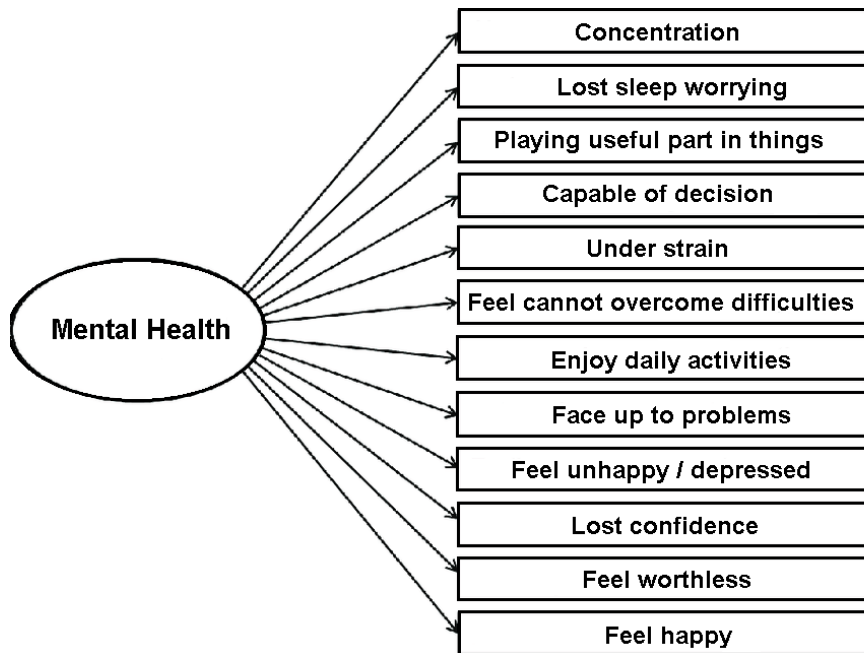 Concentration
Lost sleep worrying
Playing useful part in things
Capable of decision
Under strain
Feel cannot overcome difficulties
Mental Health
Enjoy daily activities
Face up to problems
Feel unhappy / depressed
Lost confidence
Feel worthless
Feel happy